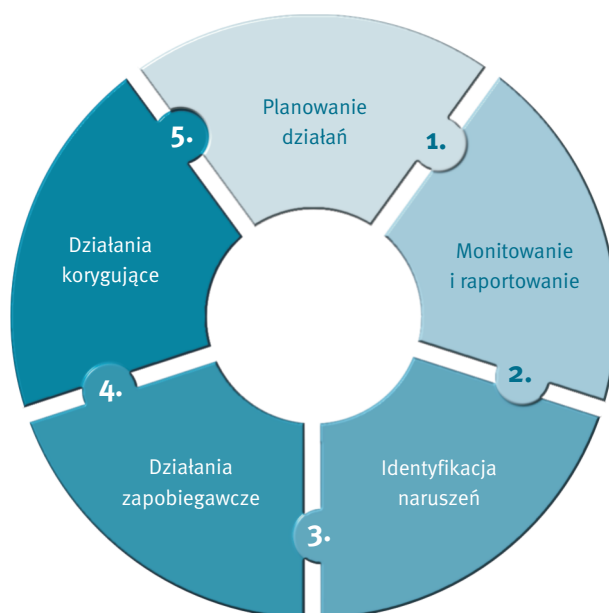 Planowanie
działań
1.
Monitowanie
i raportowanie
2.
Identyfikacja
naruszeń
3.
Działania
zapobiegawcze
4.
Działania
korygujące
5.